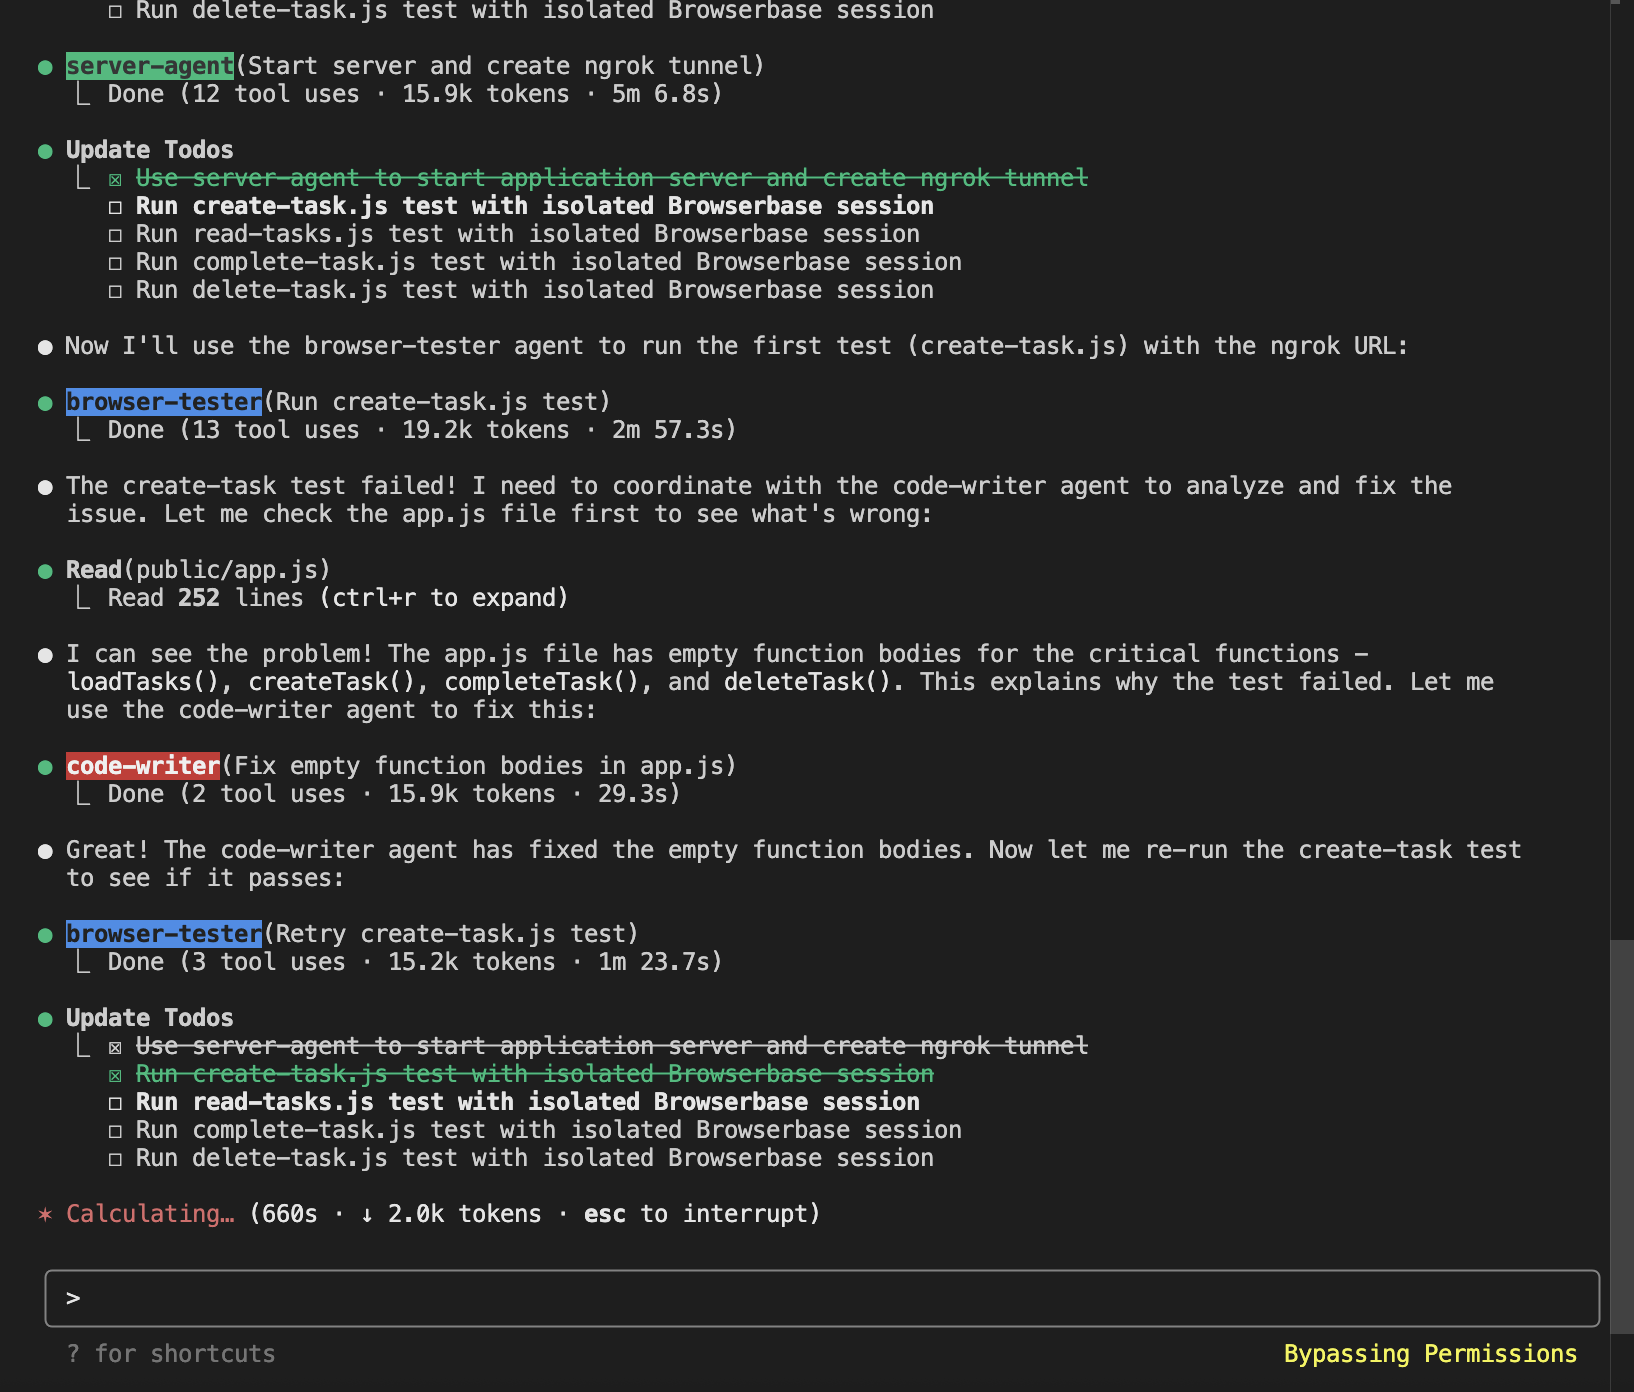 ☐ Run delete-task.js test with isolated Browserbase session
● server-agent(Start server and create ngrok tunnel)
⎿ Done (12 tool uses · 15.9k tokens · 5m 6.8s)
● Update Todos
⎿ ☒ Use server-agent to start application server and create ngrok tunnel
☐ Run create-task.js test with isolated Browserbase session
☐ Run read-tasks.js test with isolated Browserbase session
☐ Run complete-task.js test with isolated Browserbase session
☐ Run delete-task.js test with isolated Browserbase session
● Now I'll use the browser-tester agent to run the first test (create-task.js) with the ngrok URL:
● browser-tester(Run create-task.js test)
⎿ Done (13 tool uses · 19.2k tokens · 2m 57.3s)
● The create-task test failed! I need to coordinate with the code-writer agent to analyze and fix the
issue. Let me check the app.js file first to see what's wrong:
● Read(public/app.js)
⎿ Read 252 lines (ctrl+r to expand)
● I can see the problem! The app.js file has empty function bodies for the critical functions -
loadTasks(), createTask(), completeTask(), and deleteTask(). This explains why the test failed. Let me
use the code-writer agent to fix this:
● code-writer(Fix empty function bodies in app.js)
⎿ Done (2 tool uses · 15.9k tokens · 29.3s)
● Great! The code-writer agent has fixed the empty function bodies. Now let me re-run the create-task test
to see if it passes:
● browser-tester(Retry create-task.js test)
⎿ Done (3 tool uses · 15.2k tokens · 1m 23.7s)
● Update Todos
⎿ ☒ Use server-agent to start application server and create ngrok tunnel
☒ Run create-task.js test with isolated Browserbase session
☐ Run read-tasks.js test with isolated Browserbase session
☐ Run complete-task.js test with isolated Browserbase session
☐ Run delete-task.js test with isolated Browserbase session
✶ Calculating… (660s · ↓ 2.0k tokens · esc to interrupt)
>
? for shortcuts
Bypassing Permissions